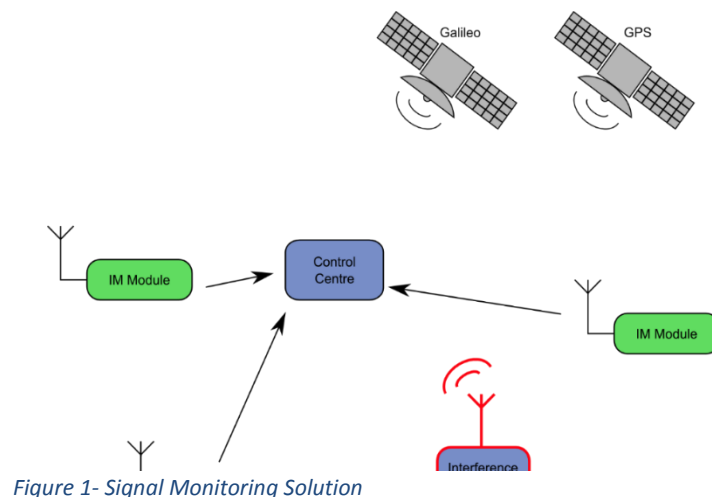 Galileo
GPS
IM Module
Control
Centre
IM Module
Interference
Figure 1- Signal Monitoring Solution